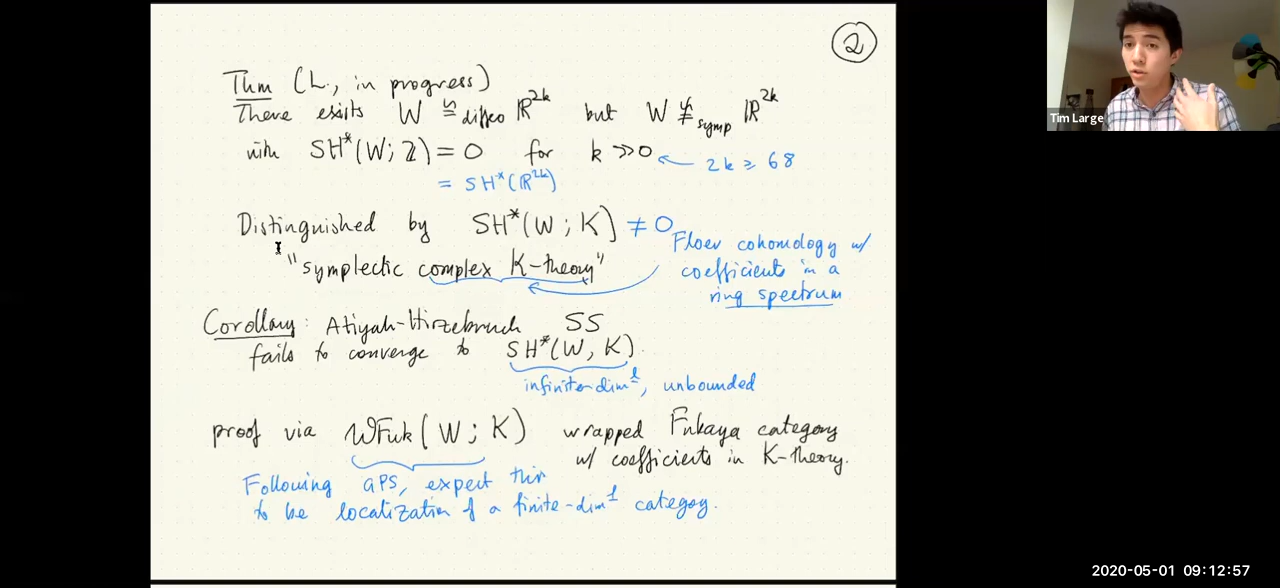 2
Thm (L., in progress)
There exists W ≅diffeo ℝ^2k but W ≇symp ℝ^2k
with SH*(W; ℤ) = 0 for k ≫ 0 ← 2k ≥ 68
= SH*(ℝ^2k)
Distinguished by SH*(W; K) ≠ 0
"symplectic complex K-theory"
Floer cohomology w/
coefficients in a
ring spectrum
Corollary: Atiyah-Hirzebruch SS
fails to converge to SH*(W, K).
infinite-dim'l, unbounded
proof via WFuk(W; K) wrapped Fukaya category
w/ coefficients in K-theory.
Following GPS, expect this
to be localization of a finite-dim'l category.
Tim Large
2020-05-01 09:12:57